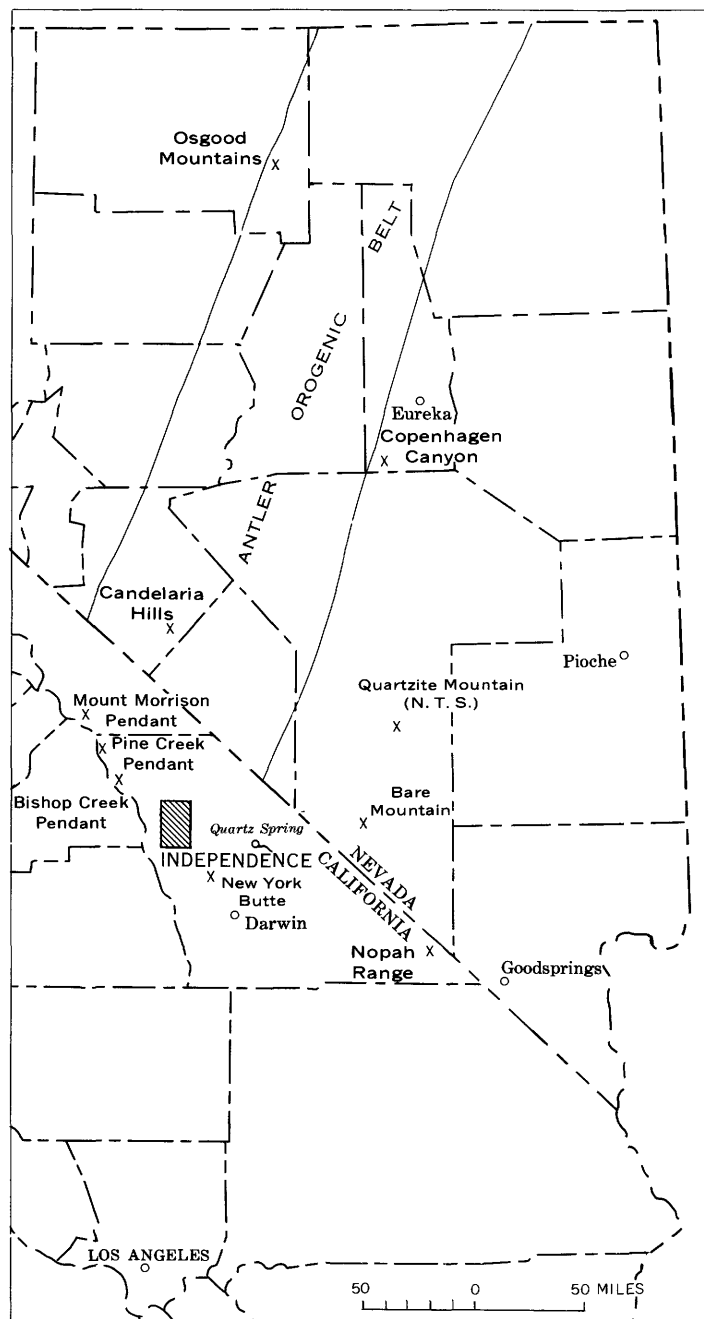 Osgood
Mountains
X
BELT
OROGENIC
Eureka
Copenhagen
Canyon
X
ANTLER
Candelaria
Hills
X
Pioche
Quartzite Mountain
(N. T. S.)
X
Mount Morrison
X Pendant
X Pine Creek
Pendant
X
Bishop Creek
Pendant
Bare
Mountain
X
Quartz Spring
INDEPENDENCE
NEVADA
CALIFORNIA
X New York
Butte
Darwin
Nopah
Range
X
Goodsprings
LOS ANGELES
50 0 50 MILES